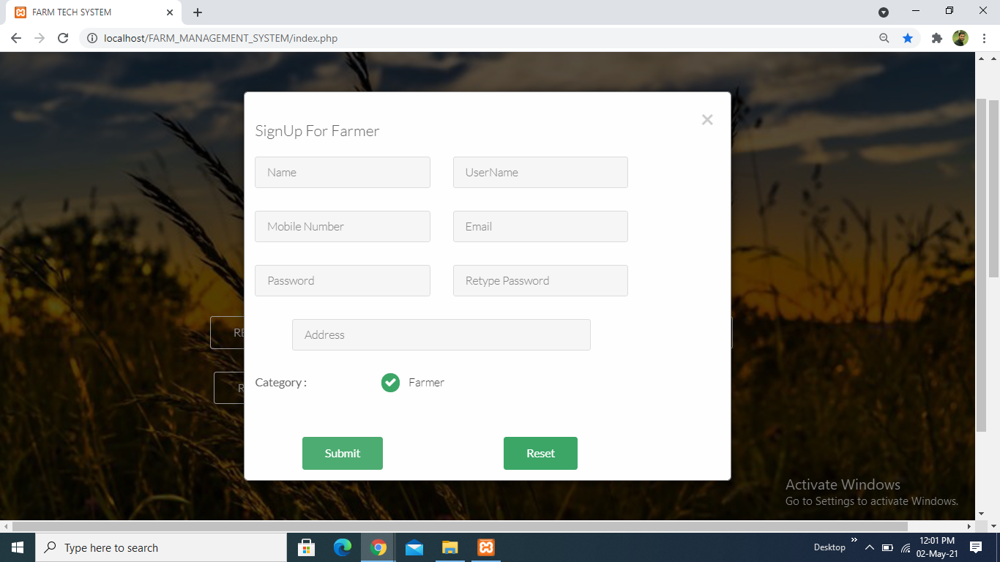 FARM TECH SYSTEM
localhost/FARM_MANAGEMENT_SYSTEM/index.php
SignUp For Farmer
Name UserName
Mobile Number Email
Password Retype Password
RE
Address
Category : Farmer
R
Submit Reset
Activate Windows
Go to Settings to activate Windows.
Type here to search
Desktop
12:01 PM
02-May-21